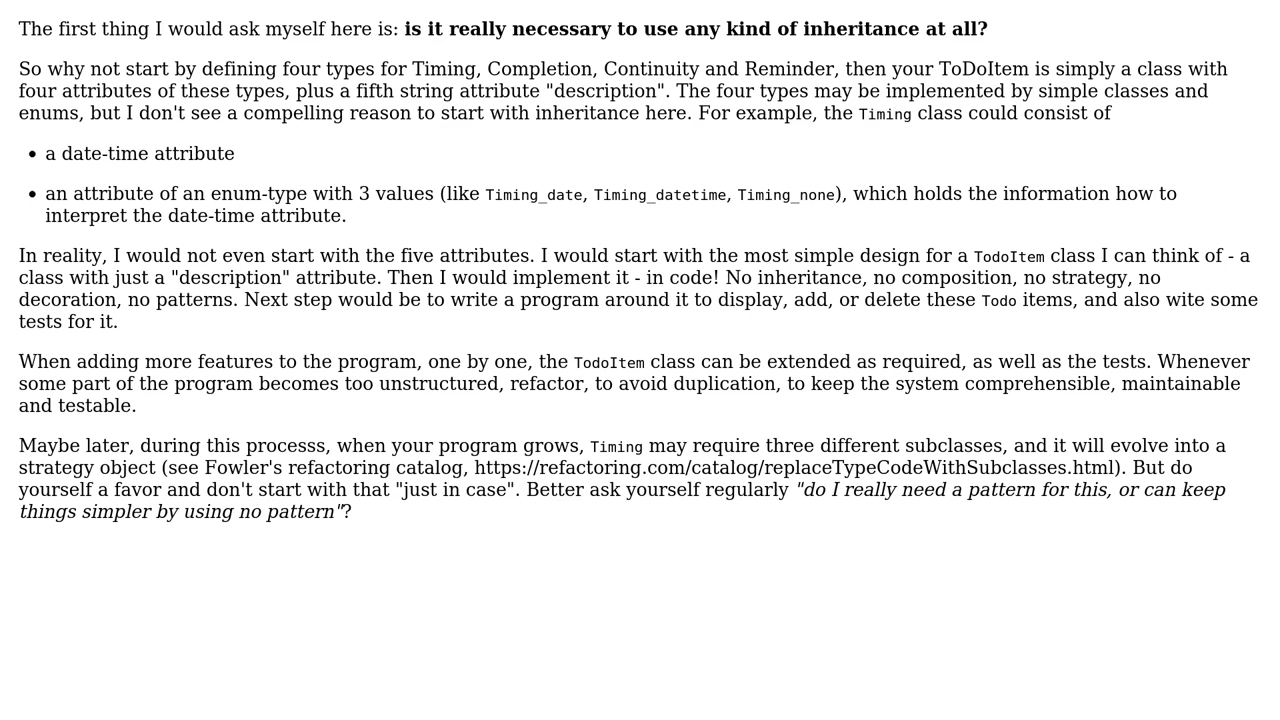 The first thing I would ask myself here is: is it really necessary to use any kind of inheritance at all?
So why not start by defining four types for Timing, Completion, Continuity and Reminder, then your ToDoItem is simply a class with
four attributes of these types, plus a fifth string attribute "description". The four types may be implemented by simple classes and
enums, but I don't see a compelling reason to start with inheritance here. For example, the Timing class could consist of
• a date-time attribute
• an attribute of an enum-type with 3 values (like Timing_date, Timing_datetime, Timing_none), which holds the information how to
interpret the date-time attribute.
In reality, I would not even start with the five attributes. I would start with the most simple design for a TodoItem class I can think of - a
class with just a "description" attribute. Then I would implement it - in code! No inheritance, no composition, no strategy, no
decoration, no patterns. Next step would be to write a program around it to display, add, or delete these Todo items, and also wite some
tests for it.
When adding more features to the program, one by one, the TodoItem class can be extended as required, as well as the tests. Whenever
some part of the program becomes too unstructured, refactor, to avoid duplication, to keep the system comprehensible, maintainable
and testable.
Maybe later, during this processs, when your program grows, Timing may require three different subclasses, and it will evolve into a
strategy object (see Fowler's refactoring catalog, https://refactoring.com/catalog/replaceTypeCodeWithSubclasses.html). But do
yourself a favor and don't start with that "just in case". Better ask yourself regularly "do I really need a pattern for this, or can keep
things simpler by using no pattern"?